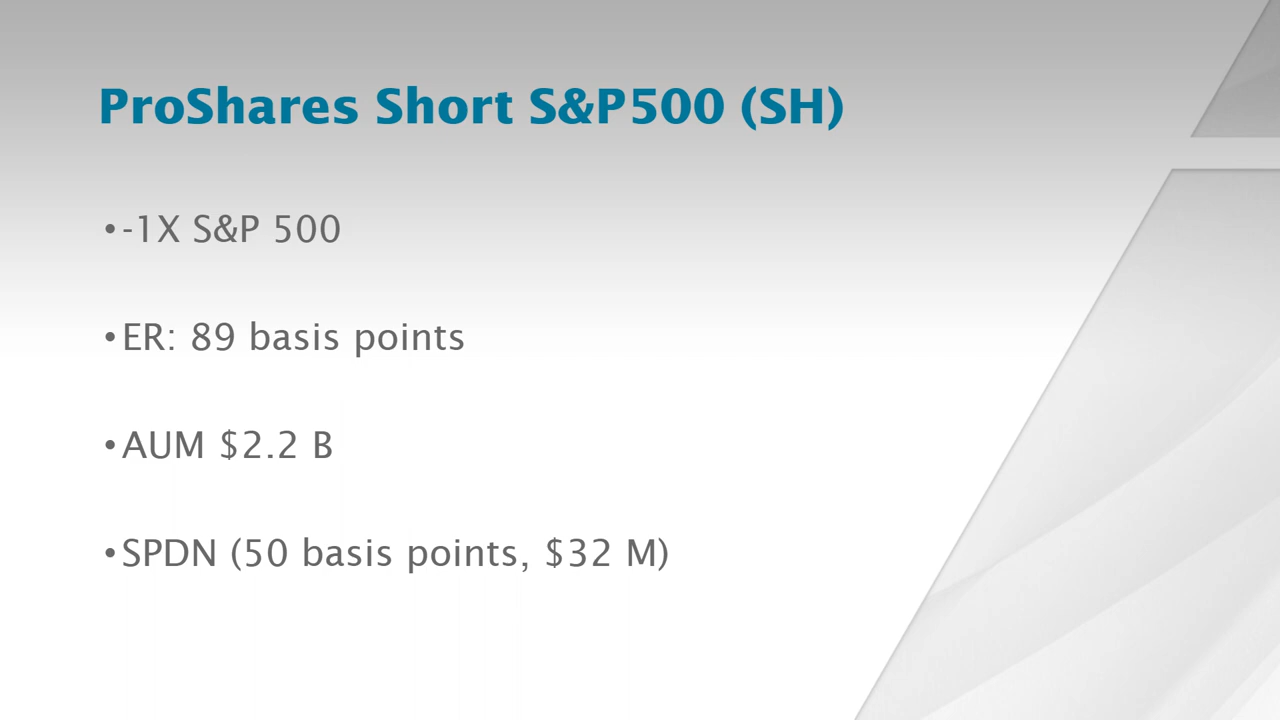 ProShares Short S&P500 (SH)
•-1X S&P 500
•ER: 89 basis points
•AUM $2.2 B
•SPDN (50 basis points, $32 M)